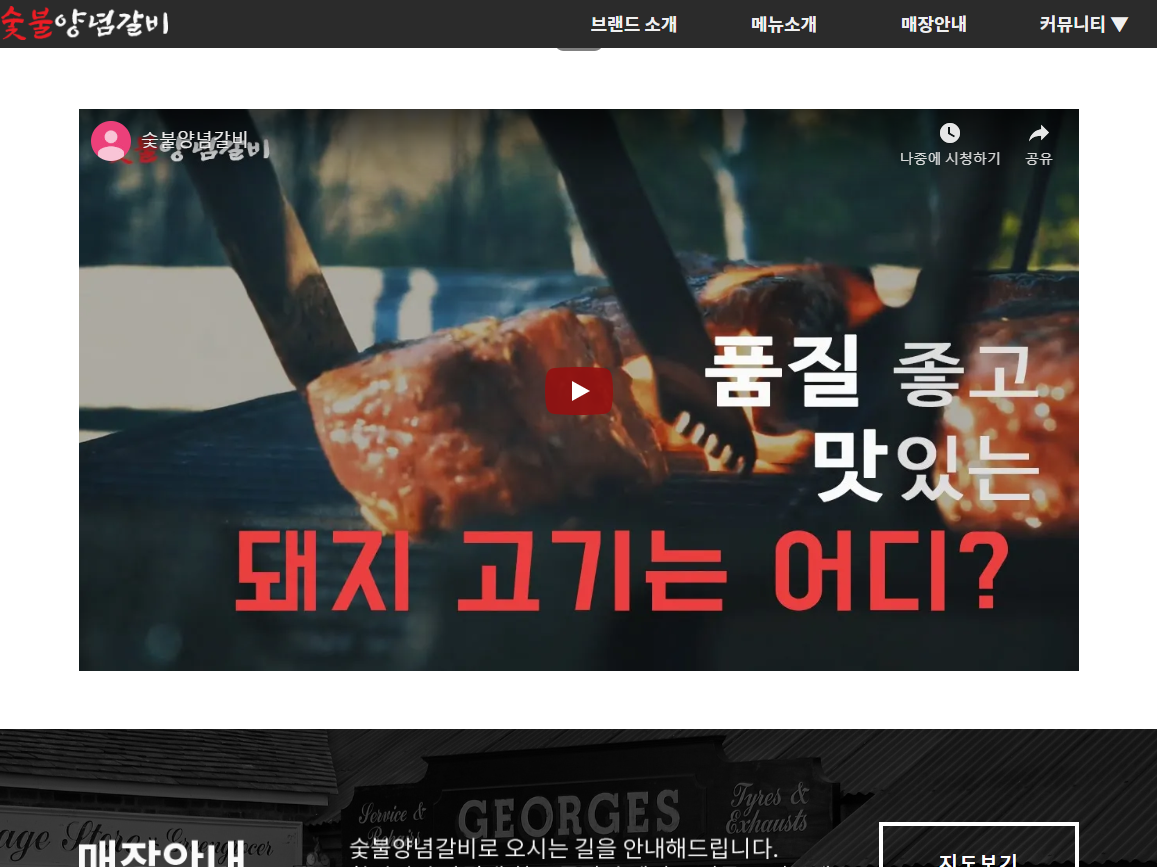 숯불양념갈비
브랜드 소개
메뉴소개
매장안내
커뮤니티 ▼
숯불양념갈비
숯불양념갈비
나중에 시청하기
공유
품질 좋고
맛있는
돼지 고기는 어디?
Service &
Repairs
GEORGES
Tyres &
Exhausts
age Store
Greengrocer
매장안내
숯불양념갈비로 오시는 길을 안내해드립니다.
지도보기